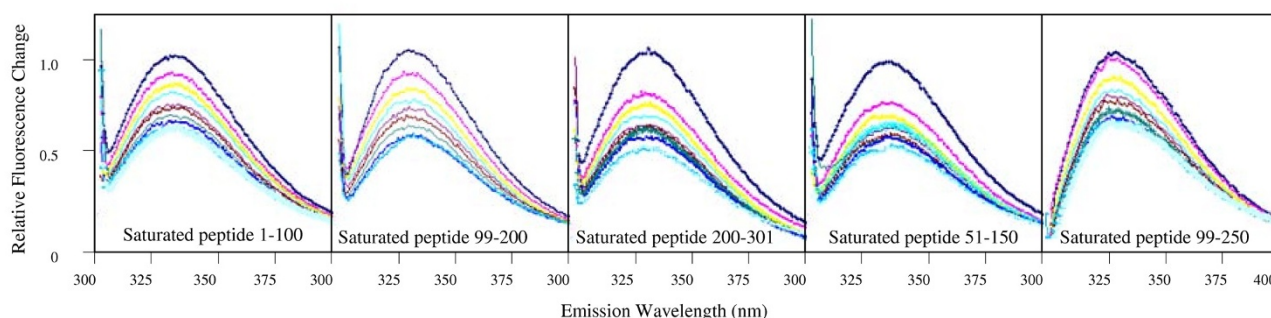 Relative Fluorescence Change
1.0
0.5
0
Saturated peptide 1-100
Saturated peptide 99-200
Saturated peptide 200-301
Saturated peptide 51-150
Saturated peptide 99-250
300 325 350 375 300 325 350 375 300 325 350 375 300 325 350 375 300 325 350 375 400
Emission Wavelength (nm)